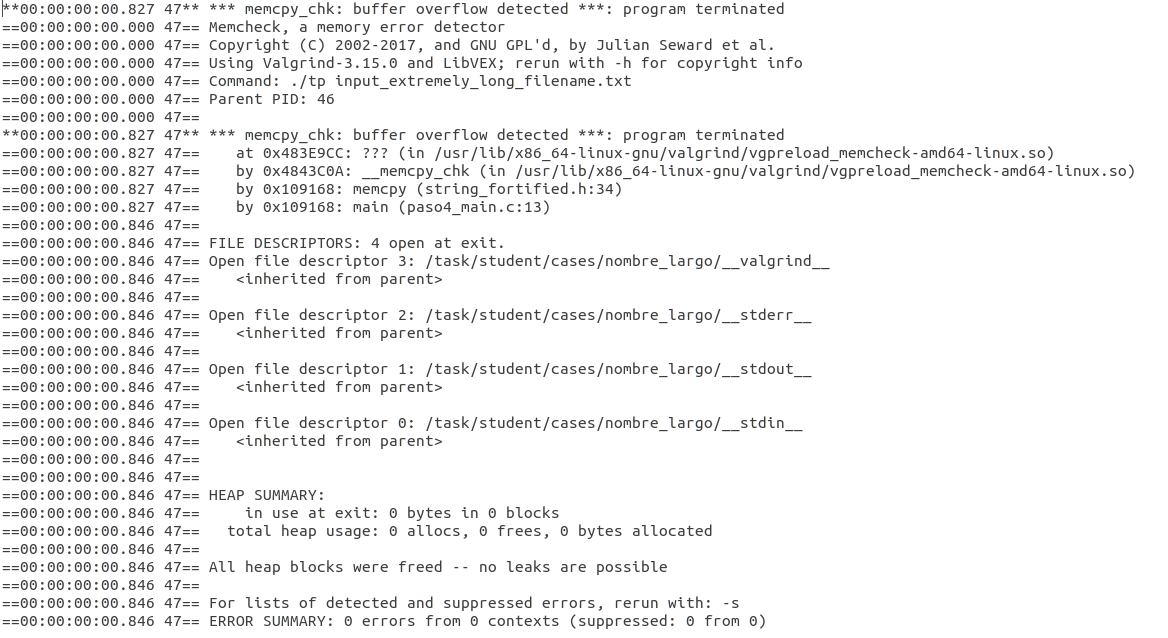 **00:00:00:00.827 47** *** memcpy_chk: buffer overflow detected ***: program terminated
==00:00:00:00.000 47== Memcheck, a memory error detector
==00:00:00:00.000 47== Copyright (C) 2002-2017, and GNU GPL'd, by Julian Seward et al.
==00:00:00:00.000 47== Using Valgrind-3.15.0 and LibVEX; rerun with -h for copyright info
==00:00:00:00.000 47== Command: ./tp input_extremely_long_filename.txt
==00:00:00:00.000 47== Parent PID: 46
==00:00:00:00.000 47==
**00:00:00:00.827 47** *** memcpy_chk: buffer overflow detected ***: program terminated
==00:00:00:00.827 47==    at 0x483E9CC: ??? (in /usr/lib/x86_64-linux-gnu/valgrind/vgpreload_memcheck-amd64-linux.so)
==00:00:00:00.827 47==    by 0x4843C0A: __memcpy_chk (in /usr/lib/x86_64-linux-gnu/valgrind/vgpreload_memcheck-amd64-linux.so)
==00:00:00:00.827 47==    by 0x109168: memcpy (string_fortified.h:34)
==00:00:00:00.827 47==    by 0x109168: main (paso4_main.c:13)
==00:00:00:00.846 47==
==00:00:00:00.846 47== FILE DESCRIPTORS: 4 open at exit.
==00:00:00:00.846 47== Open file descriptor 3: /task/student/cases/nombre_largo/__valgrind__
==00:00:00:00.846 47==    <inherited from parent>
==00:00:00:00.846 47==
==00:00:00:00.846 47== Open file descriptor 2: /task/student/cases/nombre_largo/__stderr__
==00:00:00:00.846 47==    <inherited from parent>
==00:00:00:00.846 47==
==00:00:00:00.846 47== Open file descriptor 1: /task/student/cases/nombre_largo/__stdout__
==00:00:00:00.846 47==    <inherited from parent>
==00:00:00:00.846 47==
==00:00:00:00.846 47== Open file descriptor 0: /task/student/cases/nombre_largo/__stdin__
==00:00:00:00.846 47==    <inherited from parent>
==00:00:00:00.846 47==
==00:00:00:00.846 47==
==00:00:00:00.846 47== HEAP SUMMARY:
==00:00:00:00.846 47==     in use at exit: 0 bytes in 0 blocks
==00:00:00:00.846 47==   total heap usage: 0 allocs, 0 frees, 0 bytes allocated
==00:00:00:00.846 47==
==00:00:00:00.846 47== All heap blocks were freed -- no leaks are possible
==00:00:00:00.846 47==
==00:00:00:00.846 47== For lists of detected and suppressed errors, rerun with: -s
==00:00:00:00.846 47== ERROR SUMMARY: 0 errors from 0 contexts (suppressed: 0 from 0)